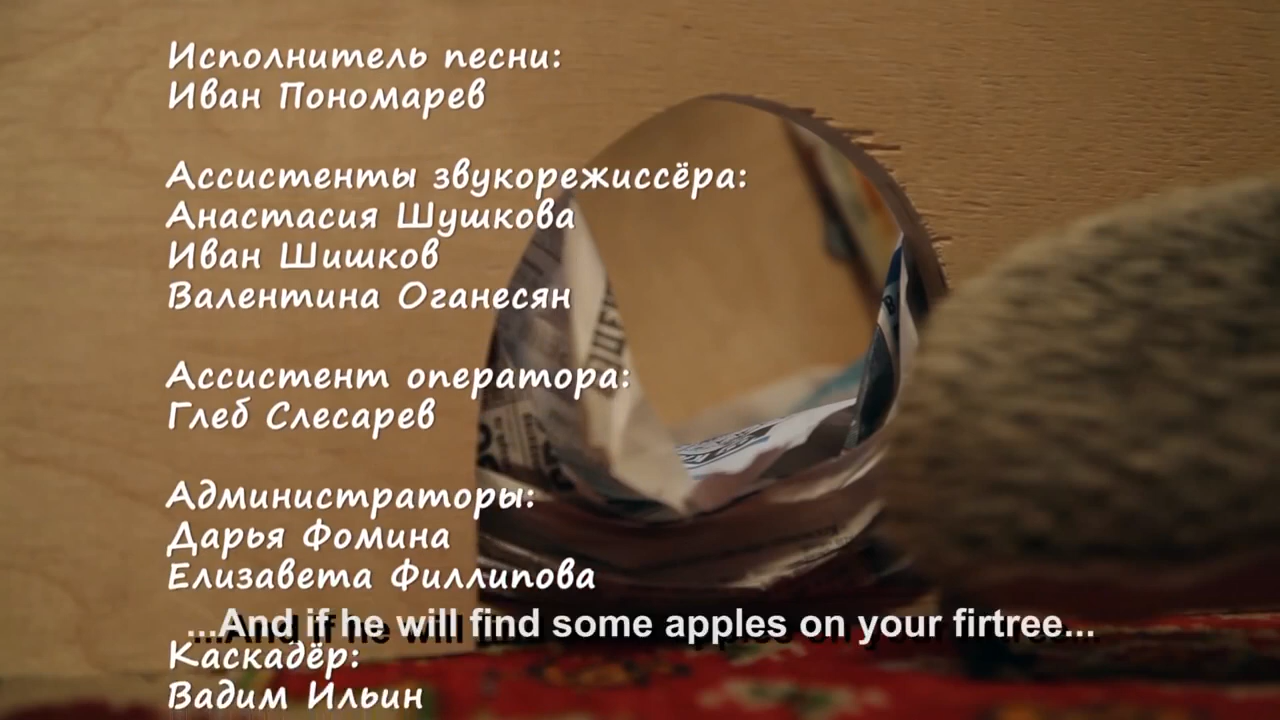 Исполнитель песни:
Иван Пономарев
Ассистенты звукорежиссёра:
Анастасия Шушкова
Иван Шишков
Валентина Оганесян
Ассистент оператора:
Глеб Слесарев
Администраторы:
Дарья Фомина
Елизавета Филлипова
...And if he will find some apples on your firtree...
Каскадёр:
Вадим Ильин